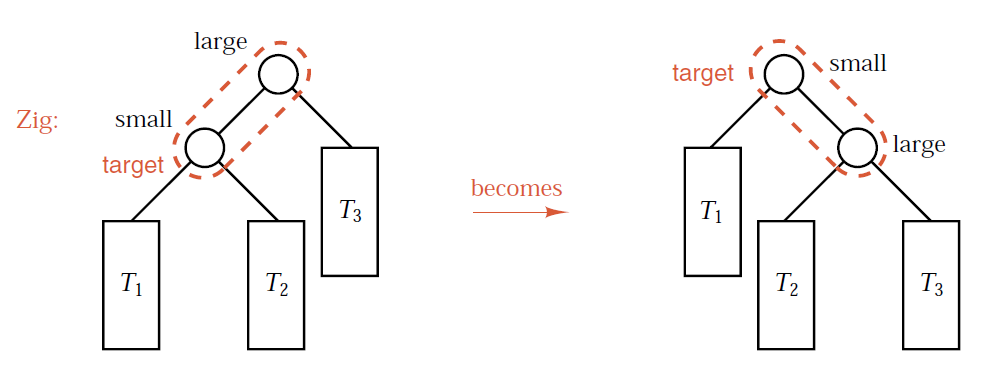 Zig:
large
small
target
T1
T2
T3
becomes
target
small
large
T1
T2
T3